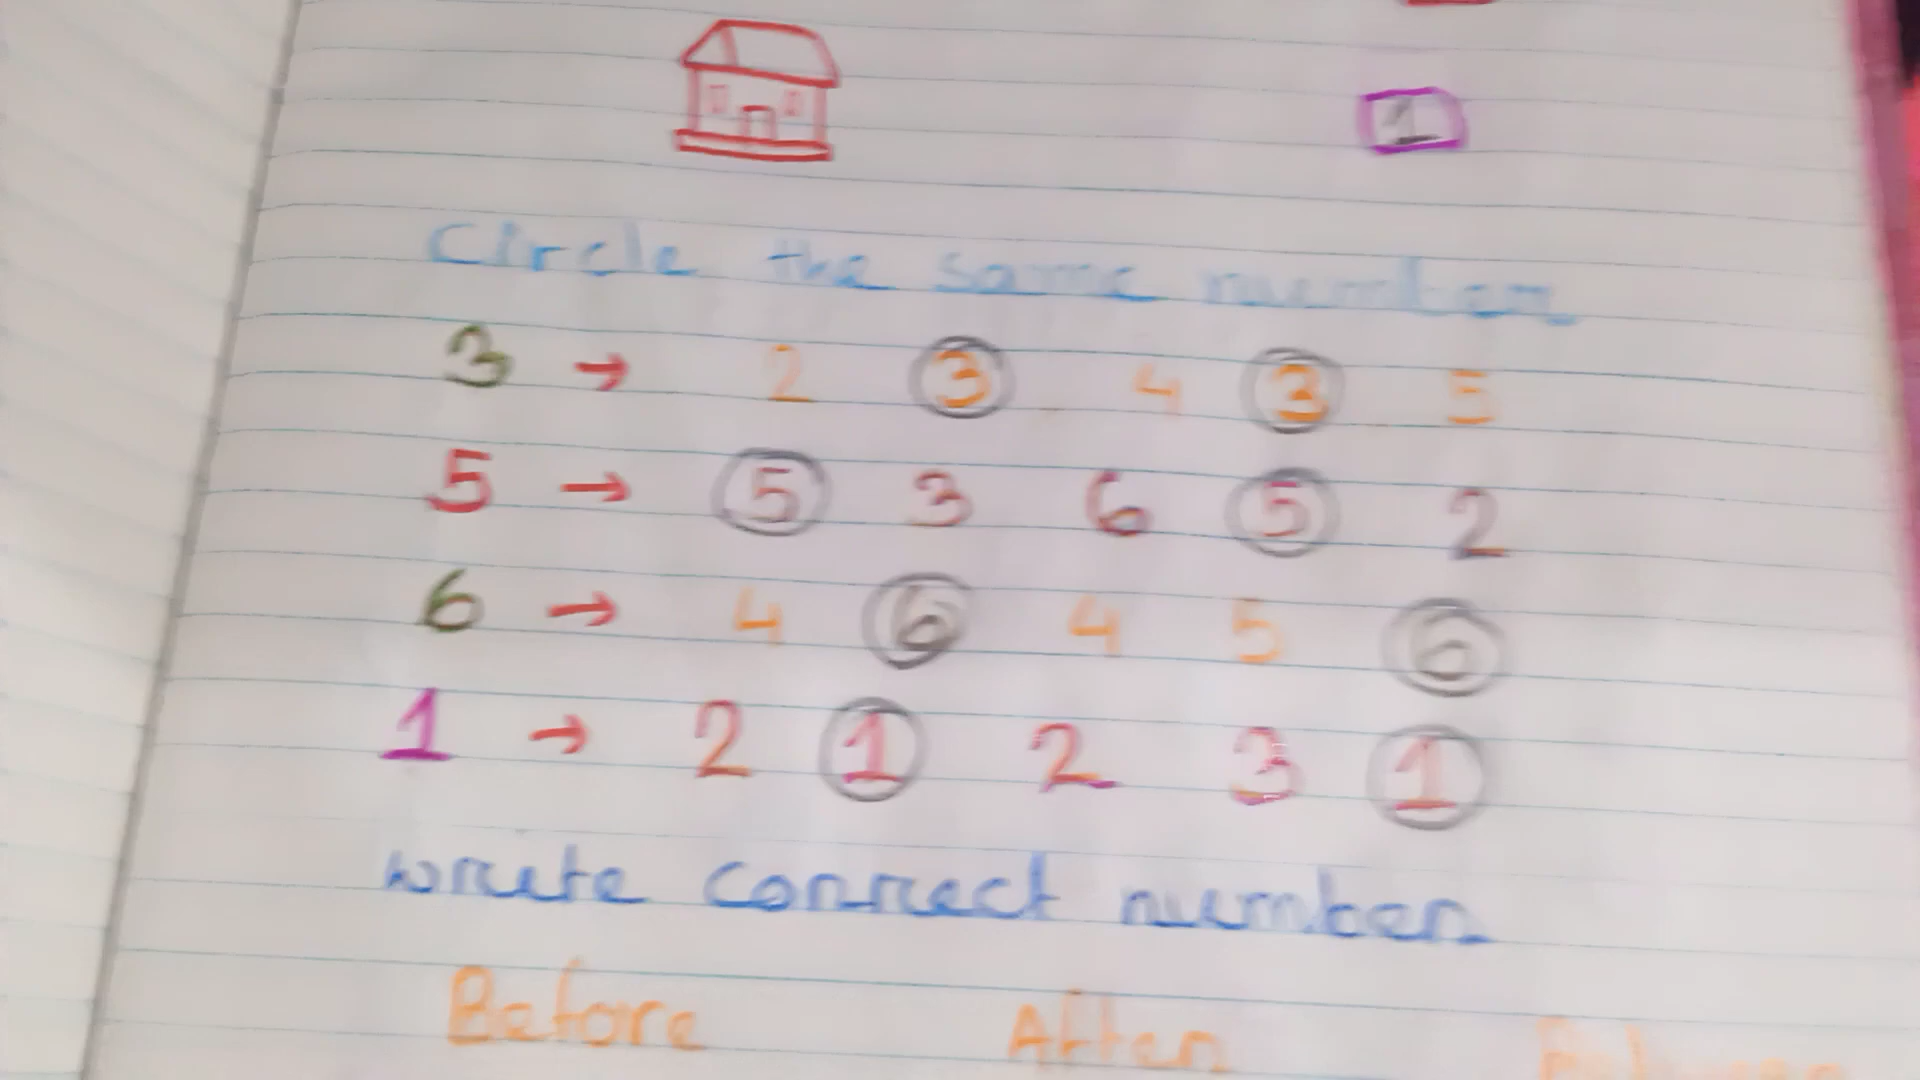 1
Circle the same number
3 → 2 3 4 3 5
5 → 5 3 6 5 2
6 → 4 6 4 5 6
1 → 2 1 2 3 1
write correct number
Before After